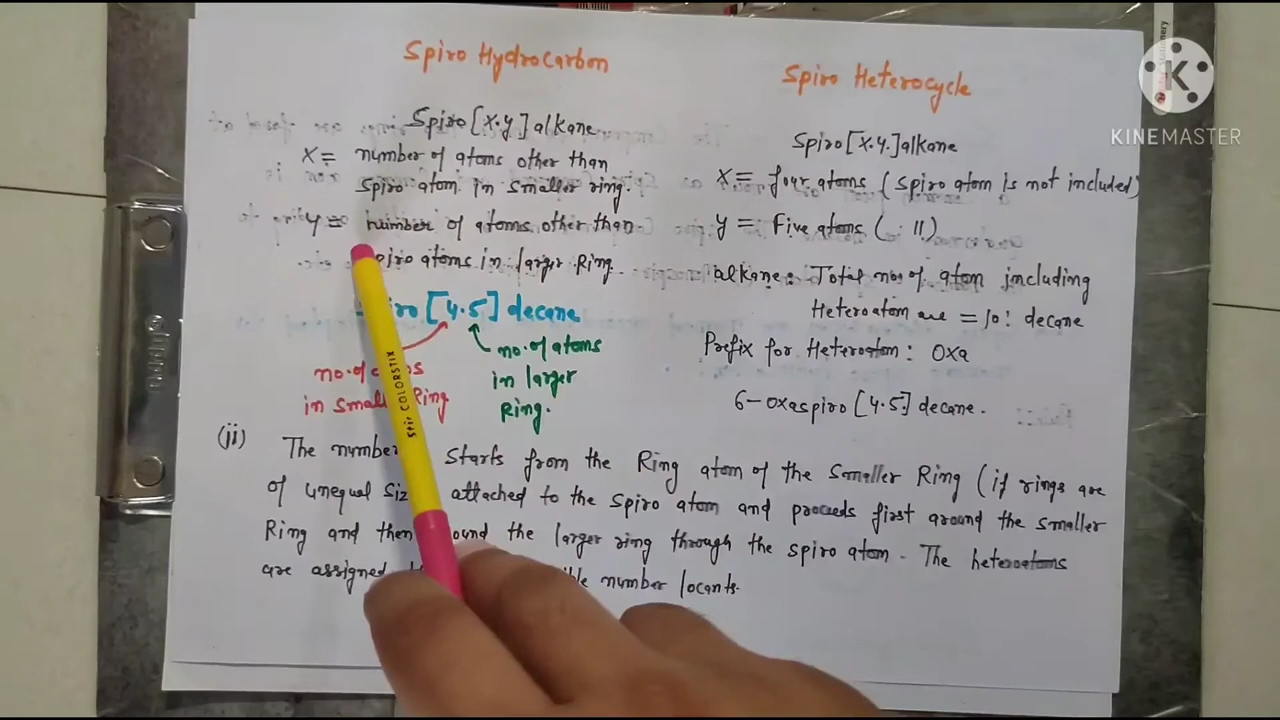 Spiro Hydrocarbon
Spiro [x.y] alkane
x = number of atoms other than
spiro atom in smaller ring.
y = number of atoms other than
spiro atoms in larger Ring.
[4.5] decane
no. of
in small Ring
no. of atoms
in larger
Ring.
Spiro Heterocycle
Spiro [x.y.] alkane
x = four atoms (spiro atom is not included)
y = Five atoms ( . 11 )
alkane : Total no. of atom including
Heteroatom are = 10 : decane
Prefix for Heteroatom : oxa
6-oxaspiro [4.5] decane.
(ii) The number starts from the Ring atom of the smaller Ring (if rings are
of unequal attached to the spiro atom and proceeds first around the smaller
Ring and then the larger ring through the spiro atom. The heteroatoms
are assigned number locants.
KINEMASTER
Stic COLORSTIX